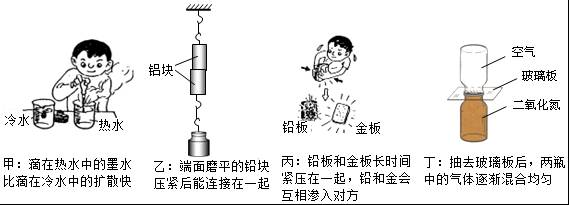 冷水
热水
铝块
铅板
金板
空气
玻璃板
二氧化氮
甲：滴在热水中的墨水
比滴在冷水中的扩散快
乙：端面磨平的铝块
压紧后能连接在一起
丙：铅板和金板长时间
紧压在一起，铅和金会
互相渗入对方
丁：抽去玻璃板后，两瓶
中的气体逐渐混合均匀